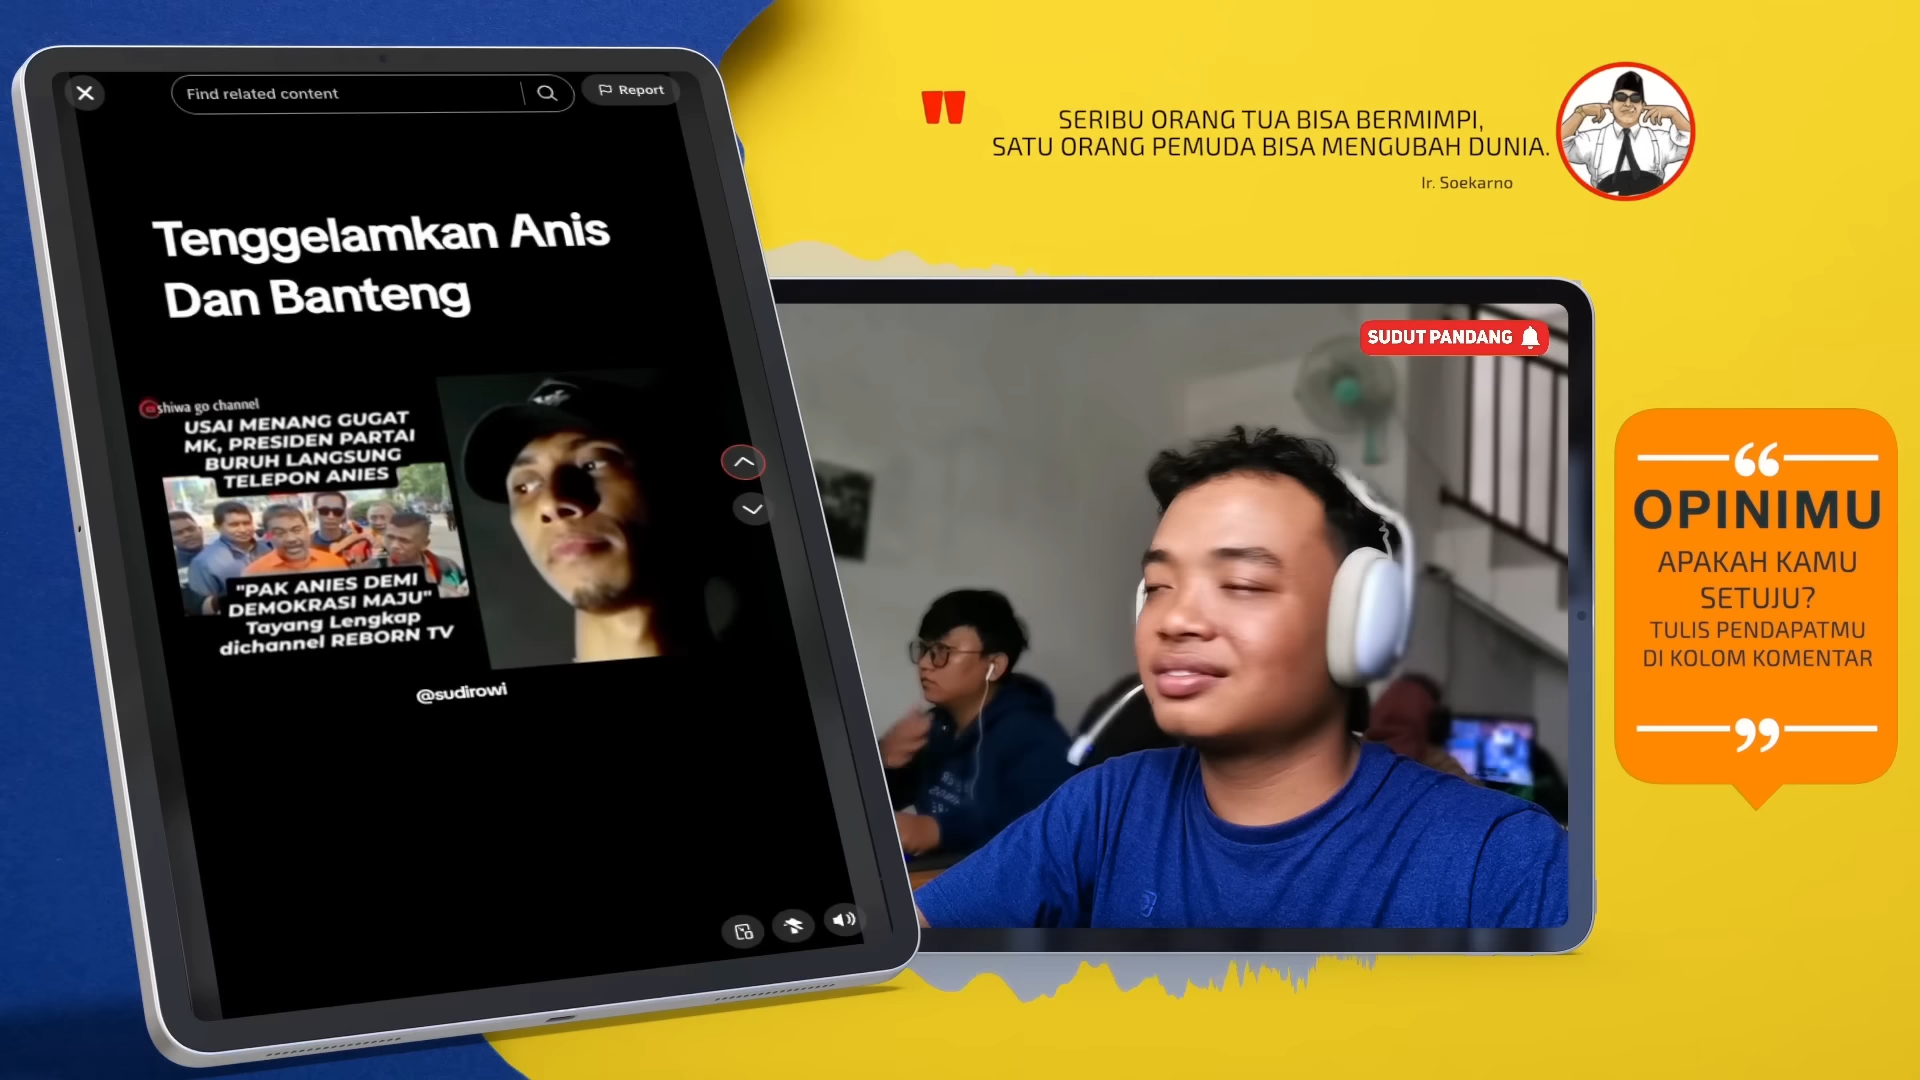 Find related content
Report
Tenggelamkan Anis
Dan Banteng
shiwa go channel
USAI MENANG GUGAT
MK, PRESIDEN PARTAI
BURUH LANGSUNG
TELEPON ANIES
"PAK ANIES DEMI
DEMOKRASI MAJU"
Tayang Lengkap
dichannel REBORN TV
@sudirowi
SERIBU ORANG TUA BISA BERMIMPI,
SATU ORANG PEMUDA BISA MENGUBAH DUNIA.
Ir. Soekarno
SUDUT PANDANG
OPINIMU
APAKAH KAMU
SETUJU?
TULIS PENDAPATMU
DI KOLOM KOMENTAR